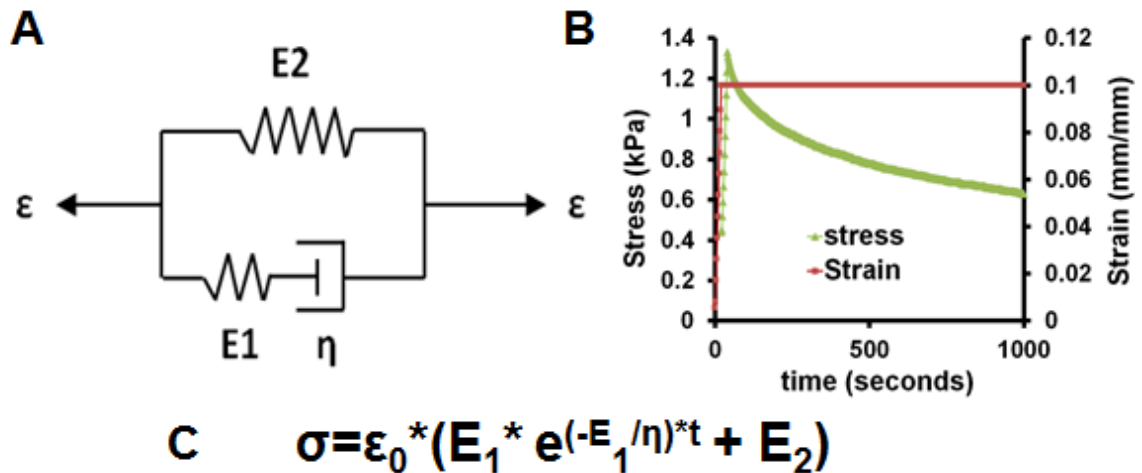 A
E2
ε
ε
E1
η
B
Stress (kPa)
1.4
1.2
1
0.8
0.6
0.4
0.2
0
0.12
0.1
0.08
0.06
0.04
0.02
0
Strain (mm/mm)
stress
Strain
0
500
1000
time (seconds)
C σ=ε₀*(E₁* e^(-E₁/η)*t + E₂)